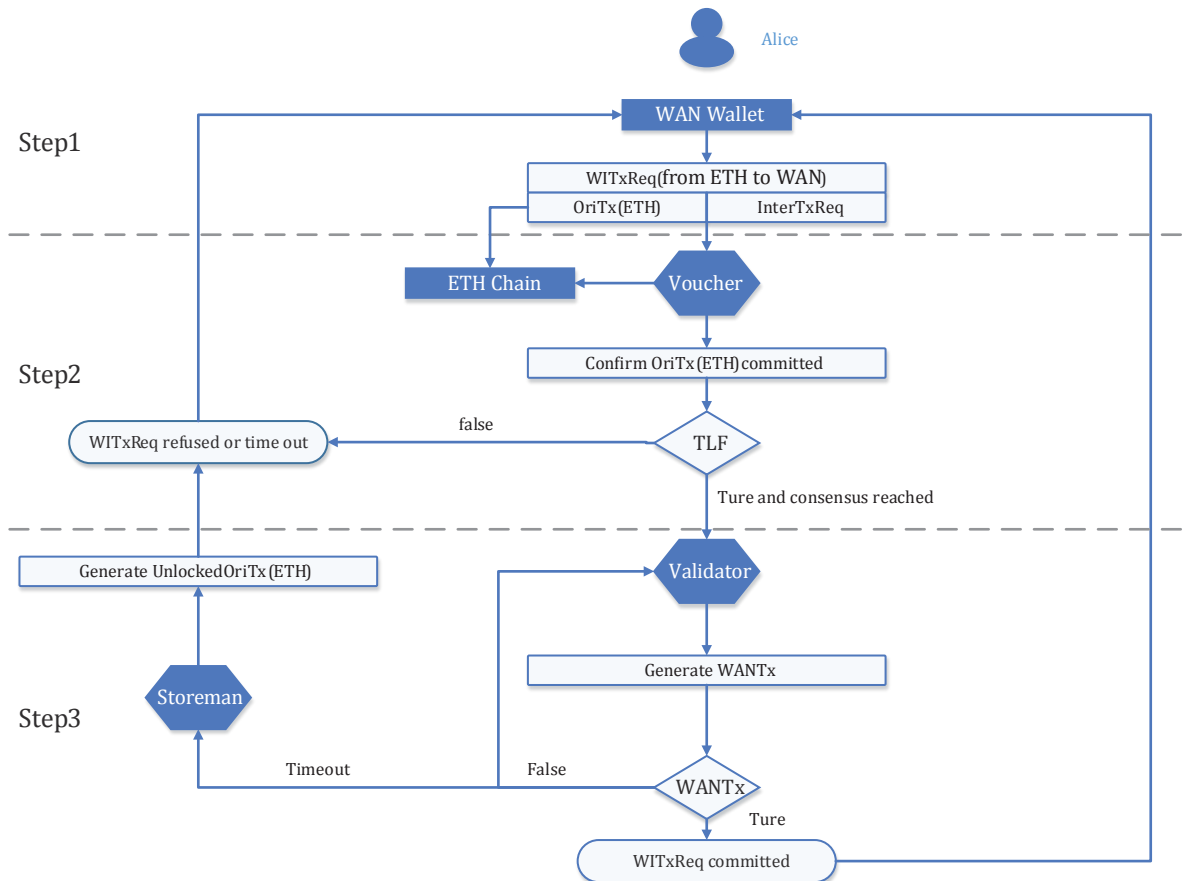 Alice
Step1
WAN Wallet
WITxReq(from ETH to WAN)
OriTx(ETH)
InterTxReq
ETH Chain
Voucher
Step2
Confirm OriTx(ETH)committed
false
WITxReq refused or time out
TLF
Ture and consensus reached
Generate UnlockedOriTx(ETH)
Validator
Generate WANTx
Storeman
Step3
Timeout
False
WANTx
Ture
WITxReq committed